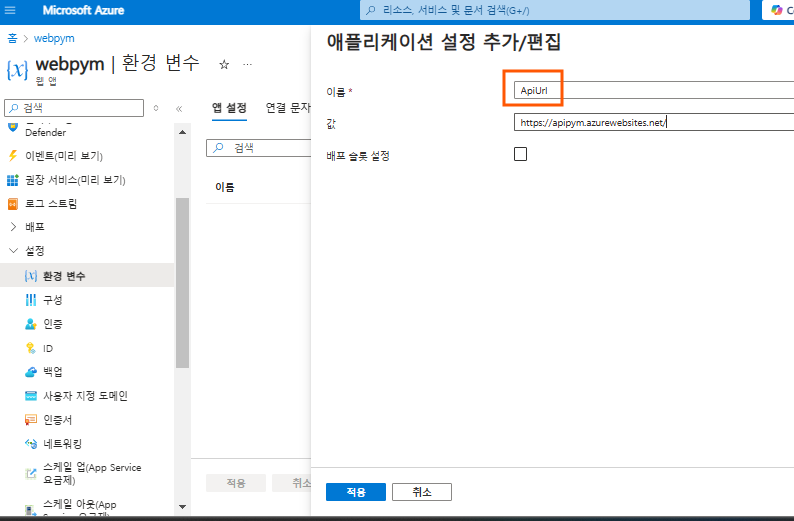 Microsoft Azure
리소스, 서비스 및 문서 검색(G+/)
홈 > webpym
webpym | 환경 변수
웹 앱
검색
Defender
이벤트(미리 보기)
권장 서비스(미리 보기)
로그 스트림
배포
설정
환경 변수
구성
인증
ID
백업
사용자 지정 도메인
인증서
네트워킹
스케일 업(App Service
요금제)
스케일 아웃(App
앱 설정
연결 문자
검색
이름
적용
취소
애플리케이션 설정 추가/편집
이름 *
ApiUrl
값
https://apipym.azurewebsites.net/
배포 슬롯 설정
적용
취소